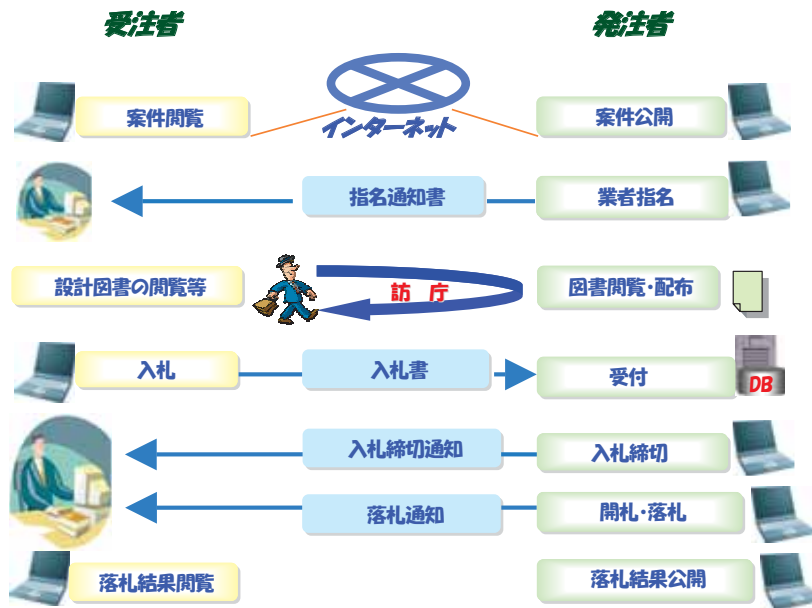 受注者
発注者
案件閲覧
インターネット
案件公開
指名通知書
業者指名
設計図書の閲覧等
訪 庁
図書閲覧・配布
入札
入札書
受付
DB
入札締切通知
入札締切
落札通知
開札・落札
落札結果閲覧
落札結果公開